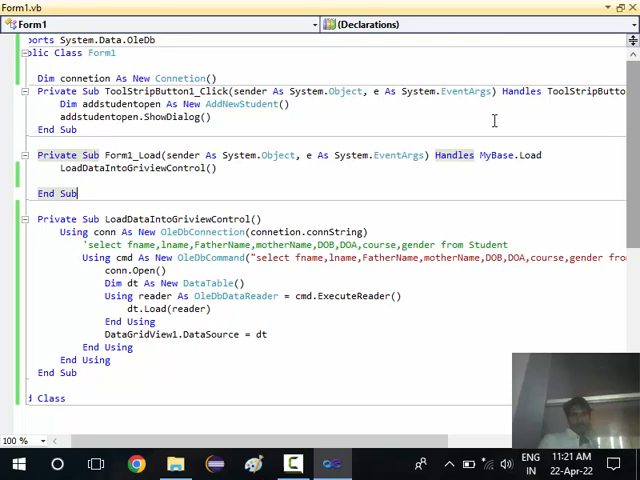 Form1.vb
Form1
(Declarations)
ports System.Data.OleDb
blic Class Form1
Dim connetion As New Connetion()
Private Sub ToolStripButton1_Click(sender As System.Object, e As System.EventArgs) Handles ToolStripButto
Dim addstudentopen As New AddNewStudent()
addstudentopen.ShowDialog()
End Sub
Private Sub Form1_Load(sender As System.Object, e As System.EventArgs) Handles MyBase.Load
LoadDataIntoGriviewControl()
End Sub
Private Sub LoadDataIntoGriviewControl()
Using conn As New OleDbConnection(connetion.connString)
'select fname,lname,FatherName,motherName,DOB,DOA,course,gender from Student
Using cmd As New OleDbCommand("select fname,lname,FatherName,motherName,DOB,DOA,course,gender fro
conn.Open()
Dim dt As New DataTable()
Using reader As OleDbDataReader = cmd.ExecuteReader()
dt.Load(reader)
End Using
DataGridView1.DataSource = dt
End Using
End Using
End Sub
d Class
100 %
ENG
IN
11:21 AM
22-Apr-22